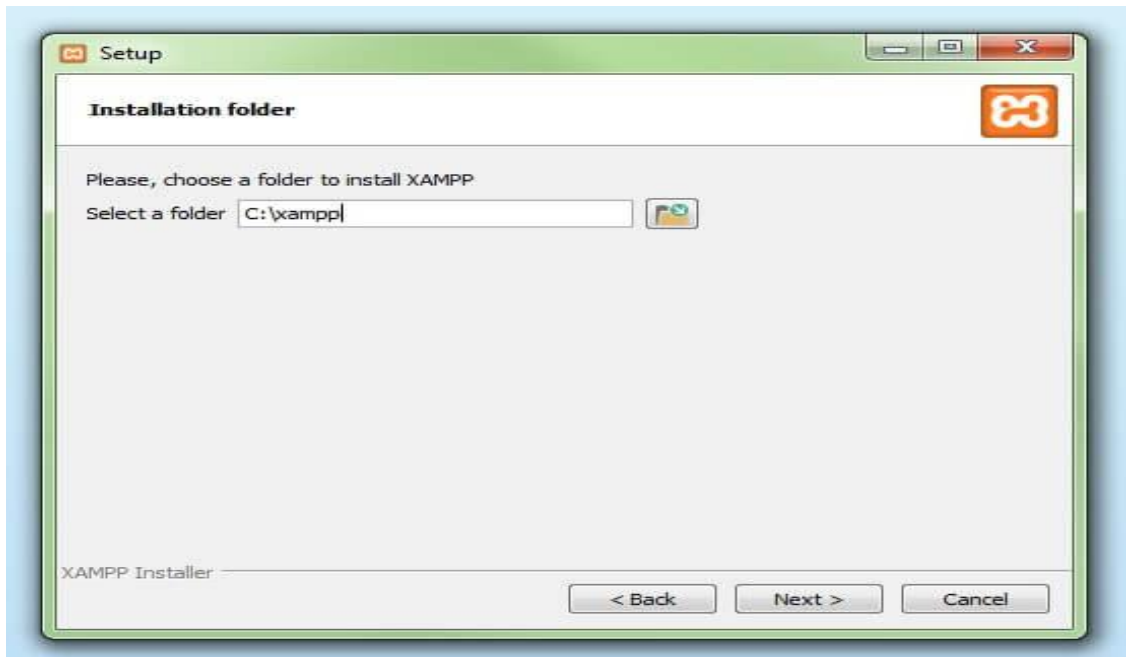 Setup
Installation folder
Please, choose a folder to install XAMPP
Select a folder C:\xampp
XAMPP Installer
< Back Next > Cancel